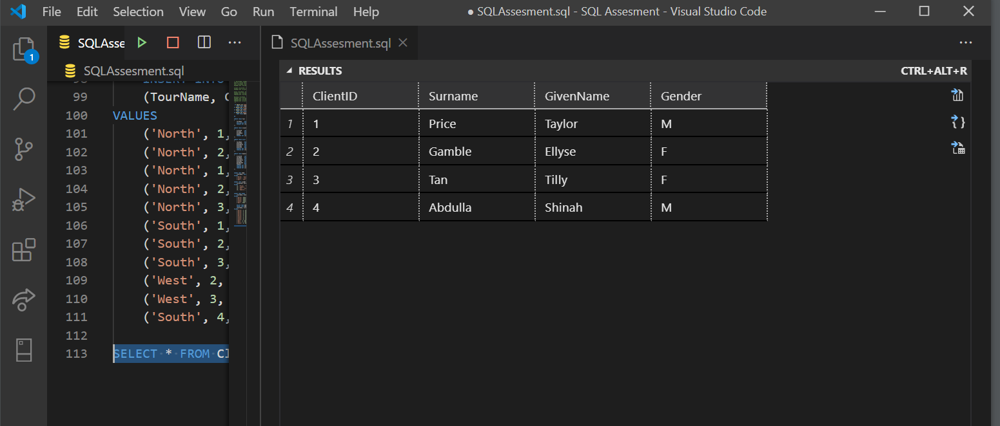 File Edit Selection View Go Run Terminal Help ● SQLAssesment.sql - SQL Assesment - Visual Studio Code
1
SQLAsse
SQLAssesment.sql
98 INSERT INTO
99 (TourName,
100 VALUES
101 ('North', 1,
102 ('North', 2,
103 ('North', 1,
104 ('North', 2,
105 ('North', 3,
106 ('South', 1,
107 ('South', 2,
108 ('South', 3,
109 ('West', 2,
110 ('West', 3,
111 ('South', 4,
112
113 SELECT * FROM Cl
SQLAssesment.sql
RESULTS CTRL+ALT+R
ClientID Surname GivenName Gender
1 1 Price Taylor M
2 2 Gamble Ellyse F
3 3 Tan Tilly F
4 4 Abdulla Shinah M